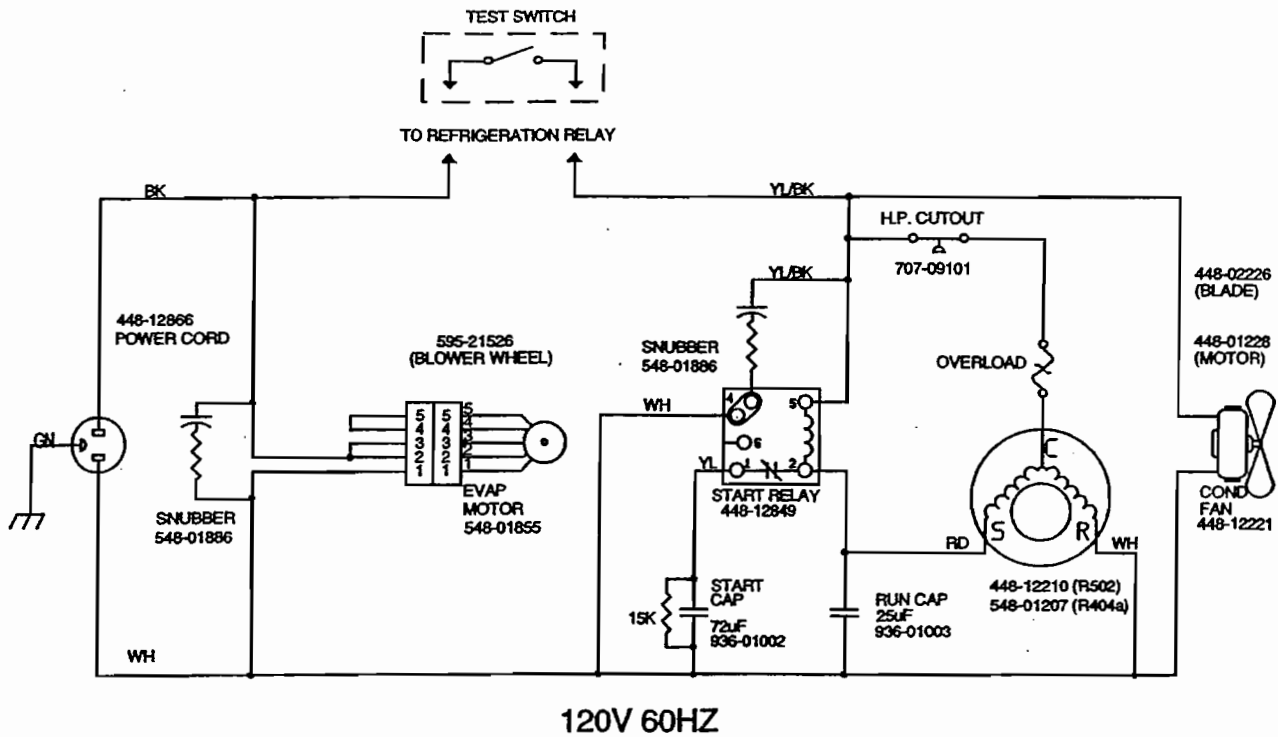 TEST SWITCH
TO REFRIGERATION RELAY
BK
YL/BK
H.P. CUTOUT
707-09101
YL/BK
448-02226
(BLADE)
448-12866
POWER CORD
595-21526
(BLOWER WHEEL)
SNUBBER
548-01886
OVERLOAD
448-01228
(MOTOR)
WH
4
5
6
YL
1
2
START RELAY
448-12849
GN
5 5 5
4 4 4
3 3 3
2 2 2
1 1 1
EVAP
MOTOR
548-01855
SNUBBER
548-01886
C
S
R
COND
FAN
448-12221
RD
WH
448-12210 (R502)
548-01207 (R404a)
15K
START
CAP
72uF
936-01002
RUN CAP
25uF
936-01003
WH
120V 60HZ